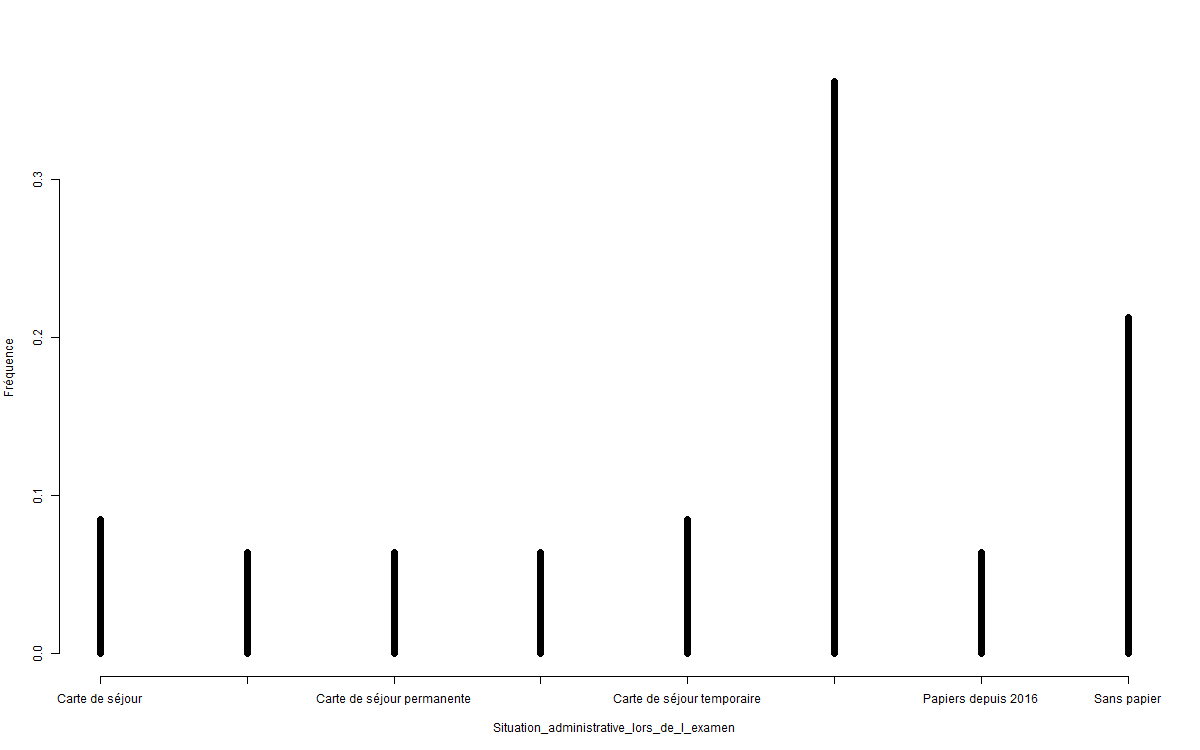 0.3
0.2
0.1
0.0
Fréquence
Carte de séjour Carte de séjour permanente Carte de séjour temporaire Papiers depuis 2016 Sans papier
Situation_administrative_lors_de_l_examen